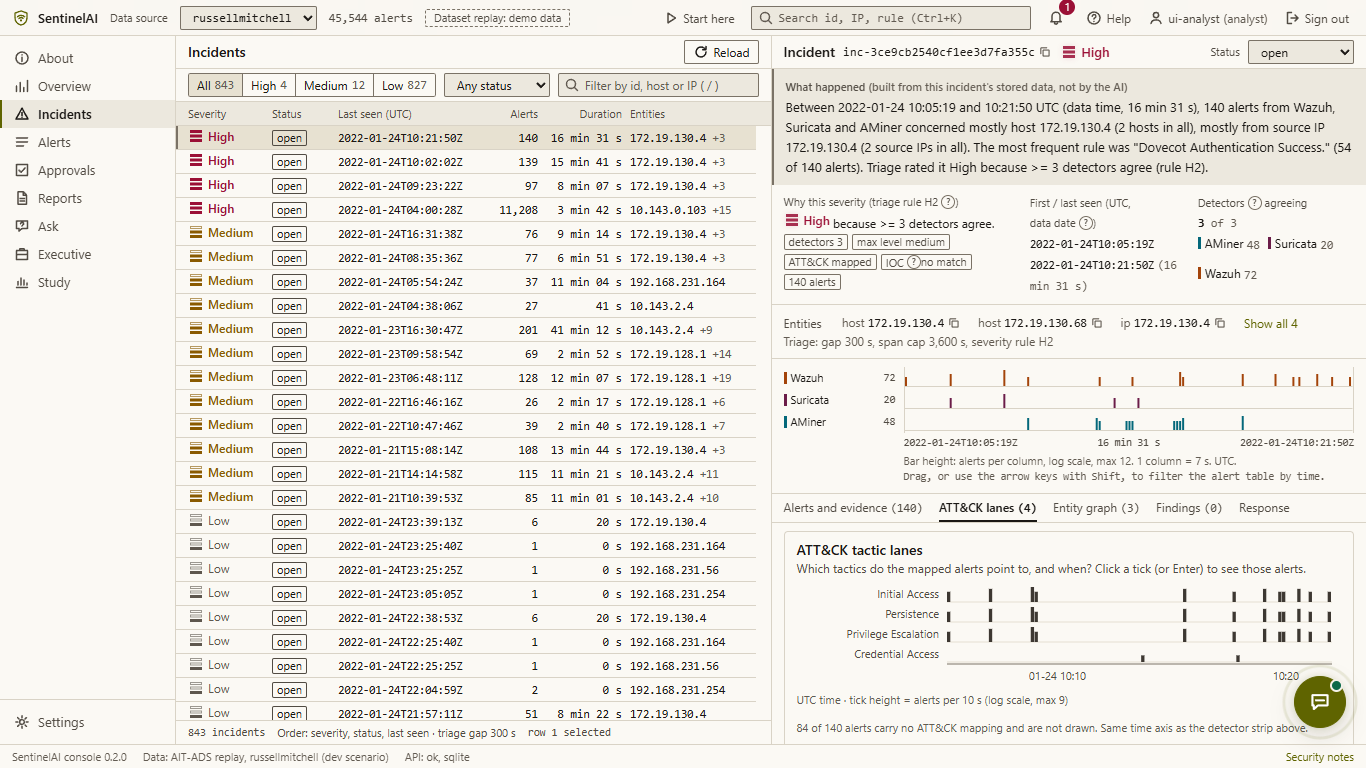 SentinelAI Data source russellmitchell 45,544 alerts Dataset replay: demo data Start here Search id, IP, rule (Ctrl+K) 1 Help ui-analyst (analyst) Sign out
About
Overview
Incidents
Alerts
Approvals
Reports
Ask
Executive
Study
Settings
Incidents Reload
All 843 High 4 Medium 12 Low 827 Any status Filter by id, host or IP ( / )
Severity Status Last seen (UTC) Alerts Duration Entities
High open 2022-01-24T10:21:50Z 140 16 min 31 s 172.19.130.4 +3
High open 2022-01-24T10:02:02Z 139 15 min 41 s 172.19.130.4 +3
High open 2022-01-24T09:23:22Z 97 8 min 07 s 172.19.130.4 +3
High open 2022-01-24T04:00:28Z 11,208 3 min 42 s 10.143.0.103 +15
Medium open 2022-01-24T16:31:38Z 76 9 min 14 s 172.19.130.4 +3
Medium open 2022-01-24T08:35:36Z 77 6 min 51 s 172.19.130.4 +3
Medium open 2022-01-24T05:54:24Z 37 11 min 04 s 192.168.231.164
Medium open 2022-01-24T04:38:06Z 27 41 s 10.143.2.4
Medium open 2022-01-23T16:30:47Z 201 41 min 12 s 10.143.2.4 +9
Medium open 2022-01-23T09:58:54Z 69 2 min 52 s 172.19.128.1 +14
Medium open 2022-01-23T06:48:11Z 128 12 min 07 s 172.19.128.1 +19
Medium open 2022-01-22T16:46:16Z 26 2 min 17 s 172.19.128.1 +6
Medium open 2022-01-22T10:47:46Z 39 2 min 40 s 172.19.128.1 +7
Medium open 2022-01-21T15:08:14Z 108 13 min 44 s 172.19.130.4 +3
Medium open 2022-01-21T14:14:58Z 115 11 min 21 s 10.143.2.4 +11
Medium open 2022-01-21T10:39:53Z 85 11 min 01 s 10.143.2.4 +10
Low open 2022-01-24T23:39:13Z 6 20 s 172.19.130.4
Low open 2022-01-24T23:25:40Z 1 0 s 192.168.231.164
Low open 2022-01-24T23:25:25Z 1 0 s 192.168.231.56
Low open 2022-01-24T23:05:05Z 1 0 s 192.168.231.254
Low open 2022-01-24T22:38:53Z 6 20 s 172.19.130.4
Low open 2022-01-24T22:25:40Z 1 0 s 192.168.231.164
Low open 2022-01-24T22:25:25Z 1 0 s 192.168.231.56
Low open 2022-01-24T22:04:59Z 2 0 s 192.168.231.254
Low open 2022-01-24T21:57:11Z 51 8 min 22 s 172.19.130.4
843 incidents Order: severity, status, last seen · triage gap 300 s row 1 selected
Incident inc-3ce9cb2540cf1ee3d7fa355c High Status open
What happened (built from this incident's stored data, not by the AI)
Between 2022-01-24 10:05:19 and 10:21:50 UTC (data time, 16 min 31 s), 140 alerts from Wazuh,
Suricata and AMiner concerned mostly host 172.19.130.4 (2 hosts in all), mostly from source IP
172.19.130.4 (2 source IPs in all). The most frequent rule was "Dovecot Authentication Success." (54
of 140 alerts). Triage rated it High because >= 3 detectors agree (rule H2).
Why this severity (triage rule H2 ?)
High because >= 3 detectors agree.
detectors 3 max level medium
ATT&CK mapped IOC ? no match
140 alerts
First / last seen (UTC,
data date ?)
2022-01-24T10:05:19Z
2022-01-24T10:21:50Z (16
min 31 s)
Detectors ? agreeing
3 of 3
AMiner 48 Suricata 20
Wazuh 72
Entities host 172.19.130.4 host 172.19.130.68 ip 172.19.130.4 Show all 4
Triage: gap 300 s, span cap 3,600 s, severity rule H2
Wazuh 72
Suricata 20
AMiner 48
2022-01-24T10:05:19Z 16 min 31 s 2022-01-24T10:21:50Z
Bar height: alerts per column, log scale, max 12. 1 column = 7 s. UTC.
Drag, or use the arrow keys with Shift, to filter the alert table by time.
Alerts and evidence (140) ATT&CK lanes (4) Entity graph (3) Findings (0) Response
ATT&CK tactic lanes
Which tactics do the mapped alerts point to, and when? Click a tick (or Enter) to see those alerts.
Initial Access
Persistence
Privilege Escalation
Credential Access
01-24 10:10 10:20
UTC time · tick height = alerts per 10 s (log scale, max 9)
84 of 140 alerts carry no ATT&CK mapping and are not drawn. Same time axis as the detector strip above.
SentinelAI console 0.2.0 Data: AIT-ADS replay, russellmitchell (dev scenario) API: ok, sqlite Security notes